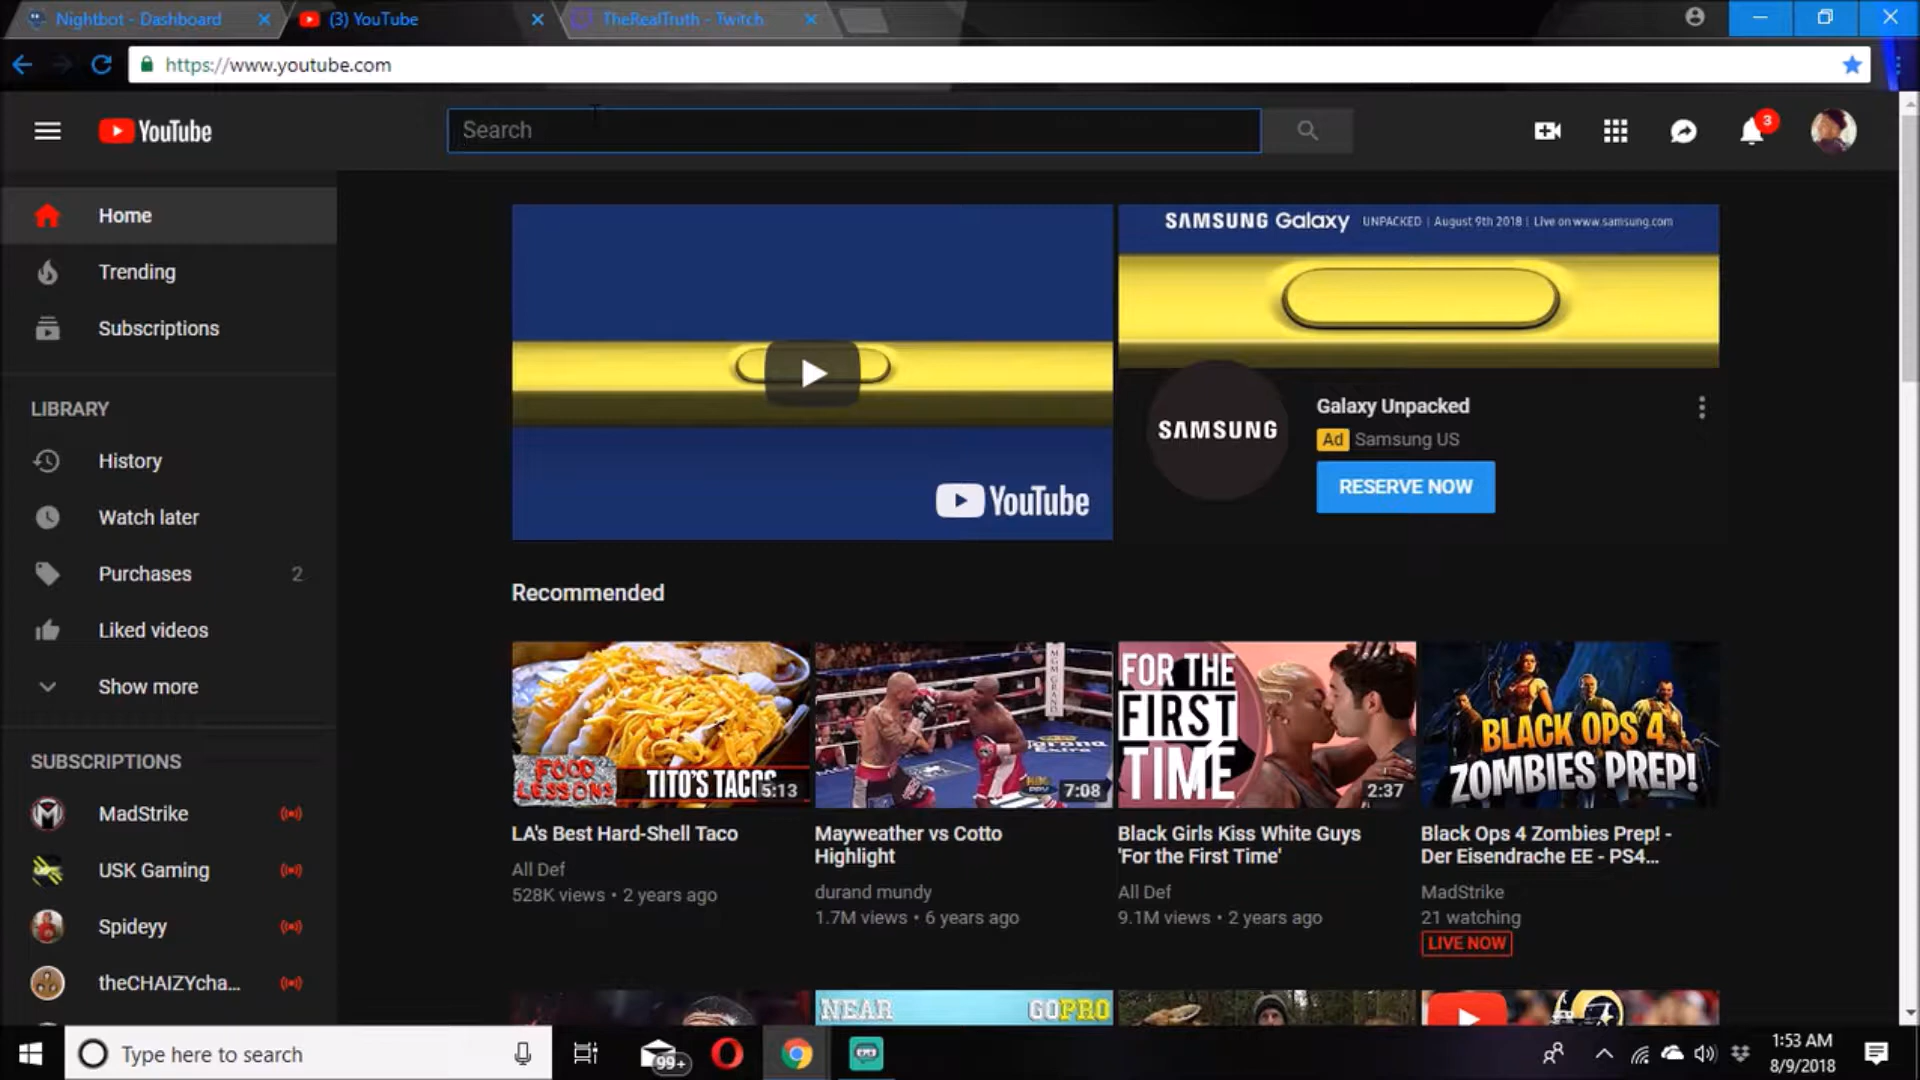 Nightbot - Dashboard
(3) YouTube
TheRealTruth - Twitch
https://www.youtube.com
YouTube
Search
3
Home
Trending
Subscriptions
LIBRARY
History
Watch later
Purchases 2
Liked videos
Show more
SUBSCRIPTIONS
MadStrike
USK Gaming
Spideyy
theCHAIZYcha...
YouTube
SAMSUNG Galaxy UNPACKED | August 9th 2018 | Live on www.samsung.com
SAMSUNG
Galaxy Unpacked
Ad Samsung US
RESERVE NOW
Recommended
FOOD LESSONS
TITO'S TACOS
5:13
LA's Best Hard-Shell Taco
All Def
528K views • 2 years ago
MGM GRAND
Corona Extra
7:08
Mayweather vs Cotto
Highlight
durand mundy
1.7M views • 6 years ago
FOR THE
FIRST
TIME
2:37
Black Girls Kiss White Guys
'For the First Time'
All Def
9.1M views • 2 years ago
BLACK OPS 4
ZOMBIES PREP!
Black Ops 4 Zombies Prep! -
Der Eisendrache EE - PS4...
MadStrike
21 watching
LIVE NOW
NEAR GOPRO
Type here to search
99+
1:53 AM
8/9/2018